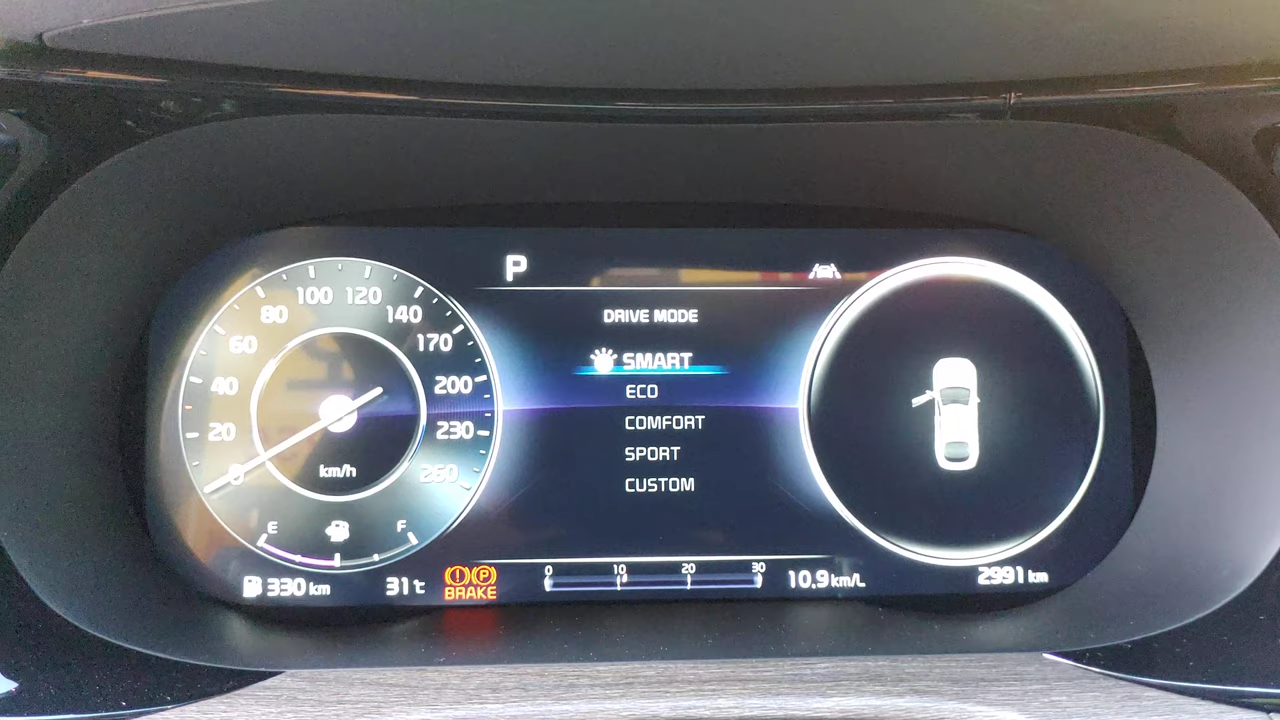 P
DRIVE MODE
SMART
ECO
COMFORT
SPORT
CUSTOM
0
20
40
60
80
100
120
140
170
200
230
260
km/h
E
F
330 km
31℃
(!) (P)
BRAKE
0 10 20 30
10.9 km/L
2991 km